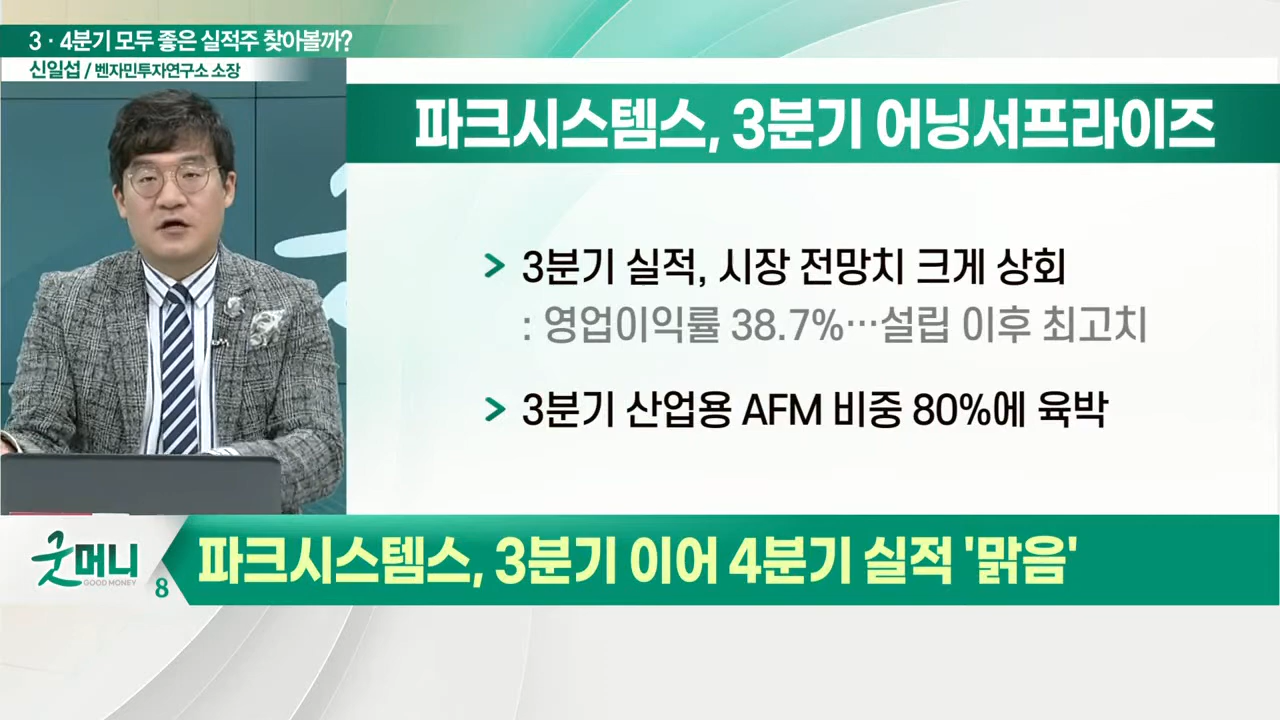 3·4분기 모두 좋은 실적주 찾아볼까?
신일섭 / 벤자민투자연구소 소장
파크시스템스, 3분기 어닝서프라이즈
> 3분기 실적, 시장 전망치 크게 상회
: 영업이익률 38.7%…설립 이후 최고치
> 3분기 산업용 AFM 비중 80%에 육박
굿머니
GOOD MONEY
8
파크시스템스, 3분기 이어 4분기 실적 '맑음'